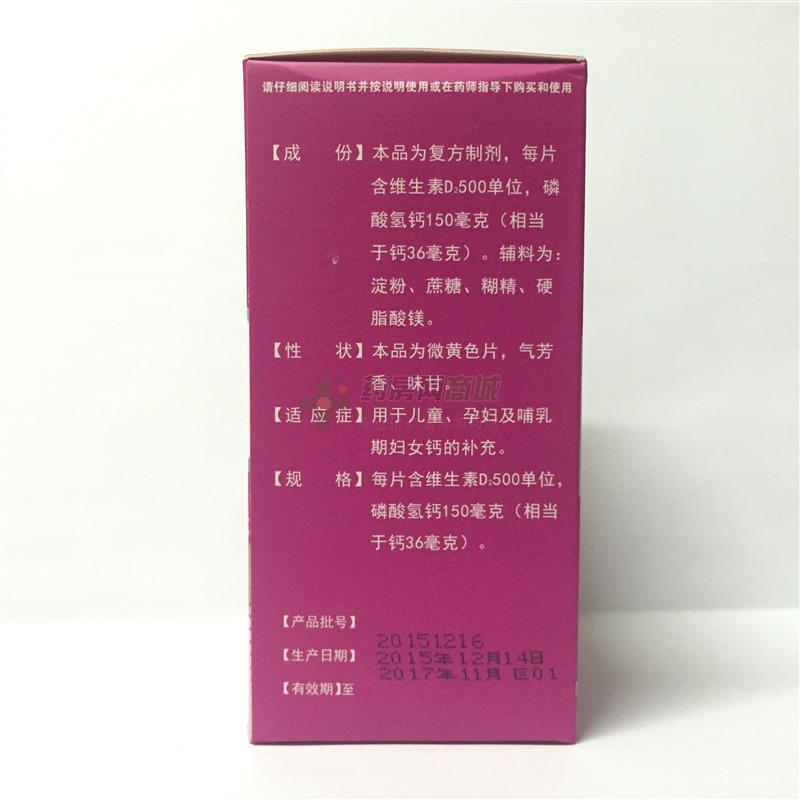 请仔细阅读说明书并按说明使用或在药师指导下购买和使用
【成 份】本品为复方制剂，每片
含维生素D₂500单位，磷
酸氢钙150毫克（相当
于钙36毫克）。辅料为：
淀粉、蔗糖、糊精、硬
脂酸镁。
【性 状】本品为微黄色片，气芳
香、味甘。
药房网商城
【适应症】用于儿童、孕妇及哺乳
期妇女钙的补充。
【规 格】每片含维生素D₂500单位，
磷酸氢钙150毫克（相当
于钙36毫克）。
【产品批号】 20151216
【生产日期】 2015年12月14日
【有效期】至 2017年11月 匞01